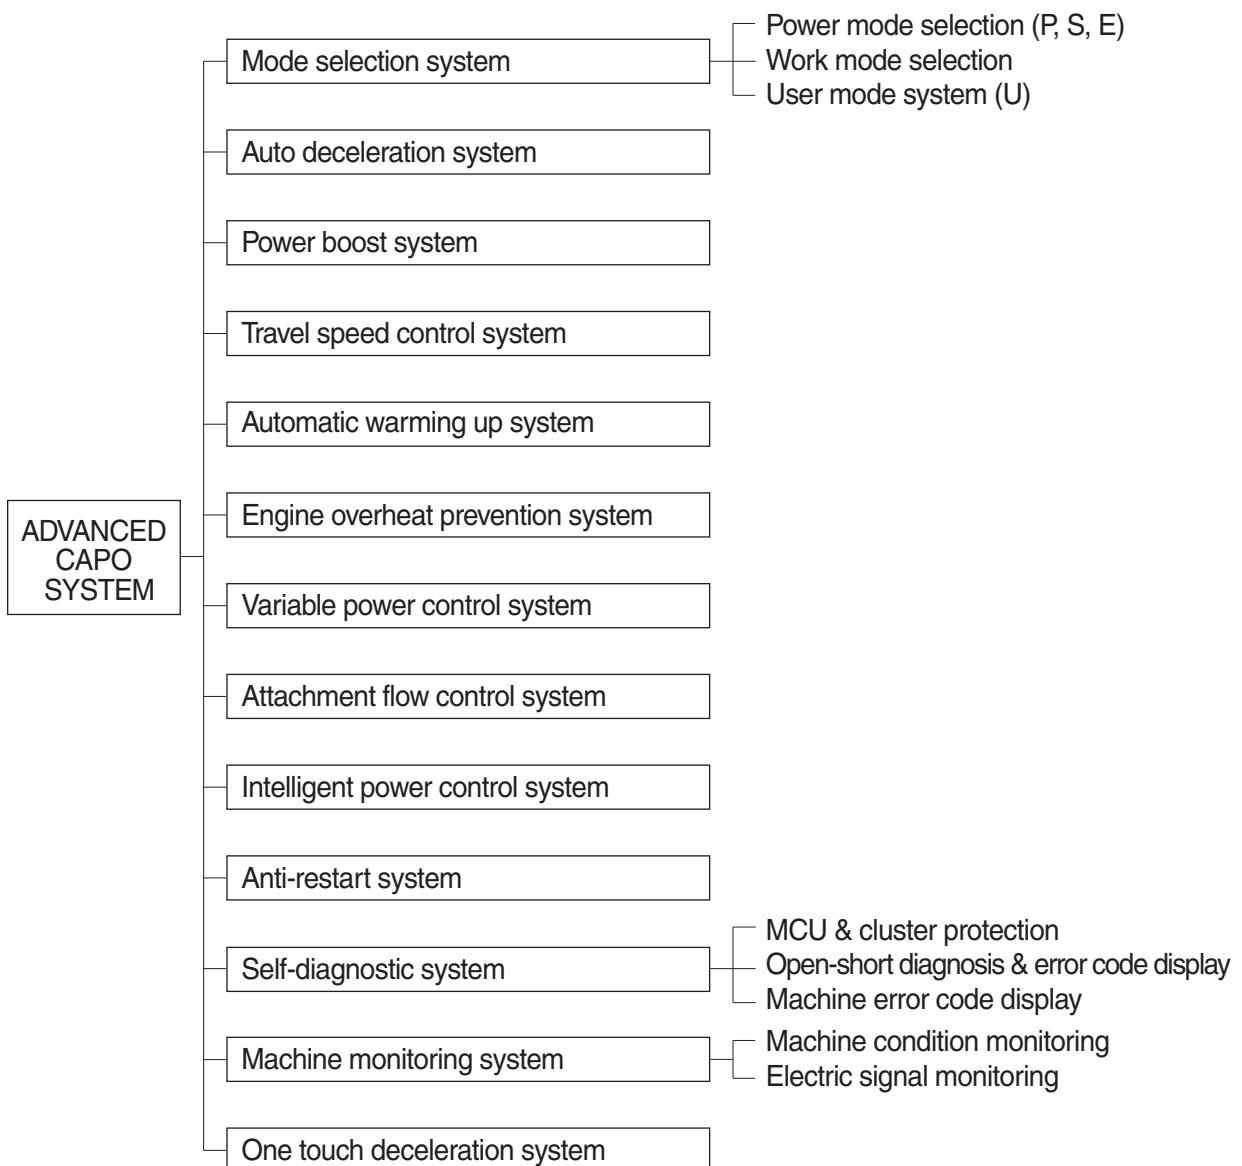 Power mode selection (P, S, E)
Mode selection system
Work mode selection
User mode system (U)
Auto deceleration system
Power boost system
Travel speed control system
Automatic warming up system
Engine overheat prevention system
ADVANCED
CAPO
SYSTEM
Variable power control system
Attachment flow control system
Intelligent power control system
Anti-restart system
MCU & cluster protection
Self-diagnostic system
Open-short diagnosis & error code display
Machine error code display
Machine monitoring system
Machine condition monitoring
Electric signal monitoring
One touch deceleration system